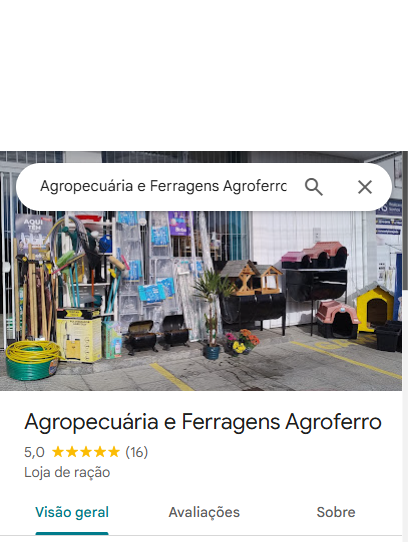 Agropecuária e Ferragens Agroferro
AQUI
TEM
Agropecuária e Ferragens Agroferro
5,0 (16)
Loja de ração
Visão geral
Avaliações
Sobre